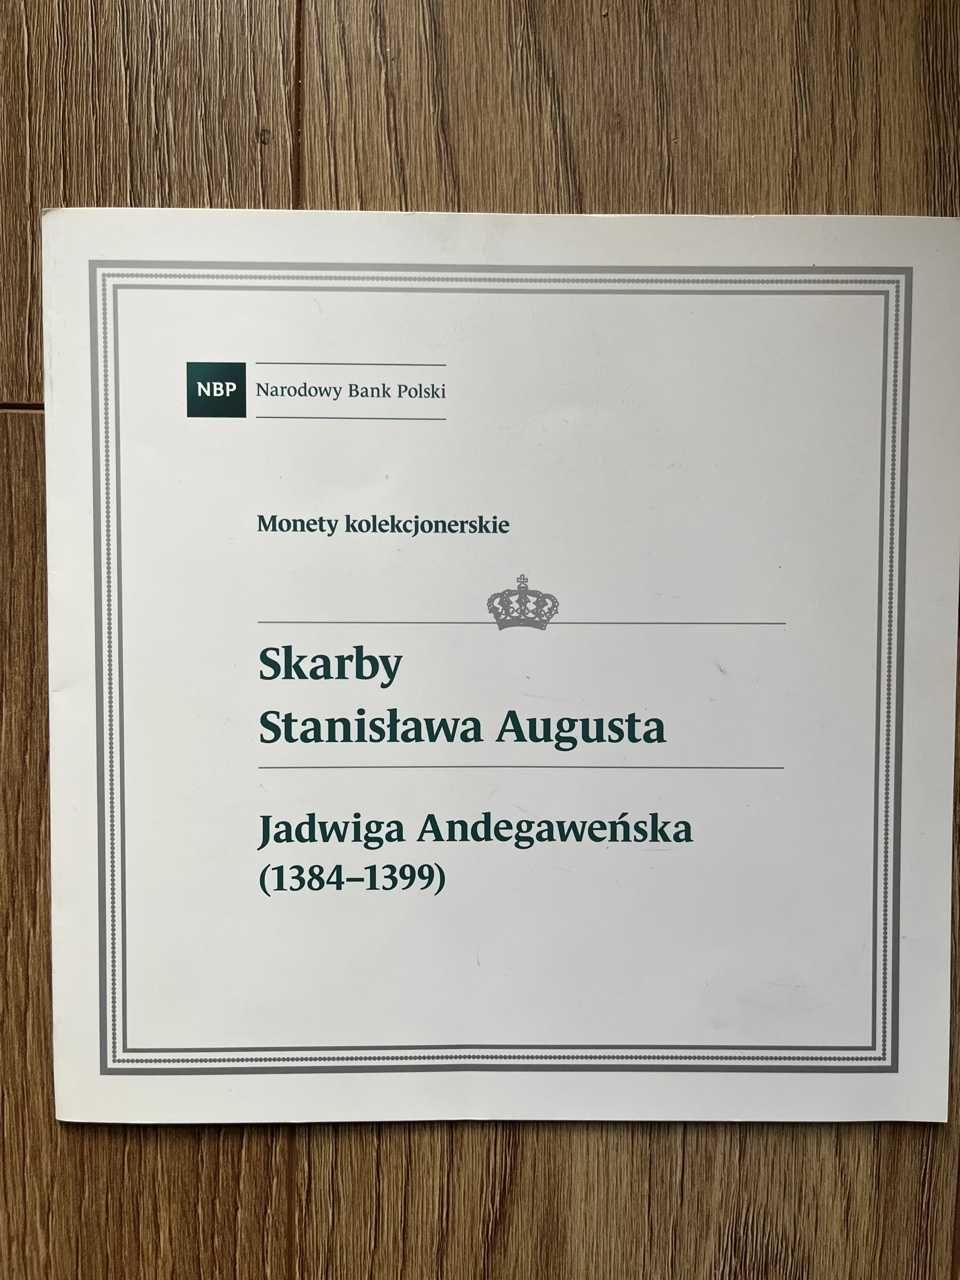 NBP
Narodowy Bank Polski
Monety kolekcjonerskie
Skarby
Stanisława Augusta
Jadwiga Andegaweńska
(1384–1399)